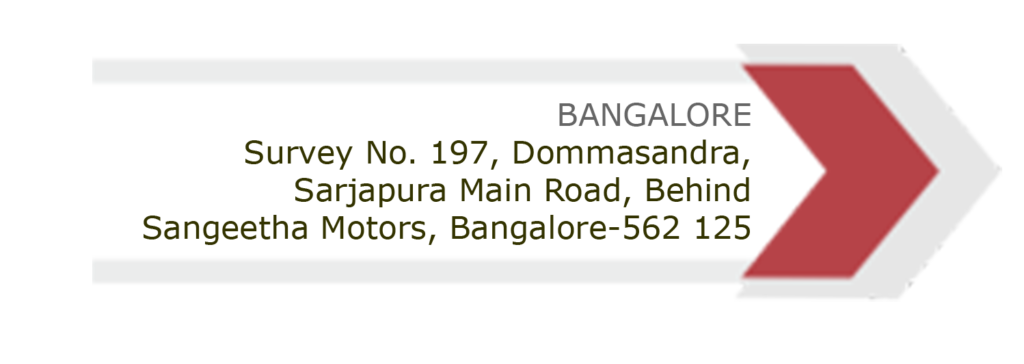 BANGALORE
Survey No. 197, Dommasandra,
Sarjapura Main Road, Behind
Sangeetha Motors, Bangalore-562 125